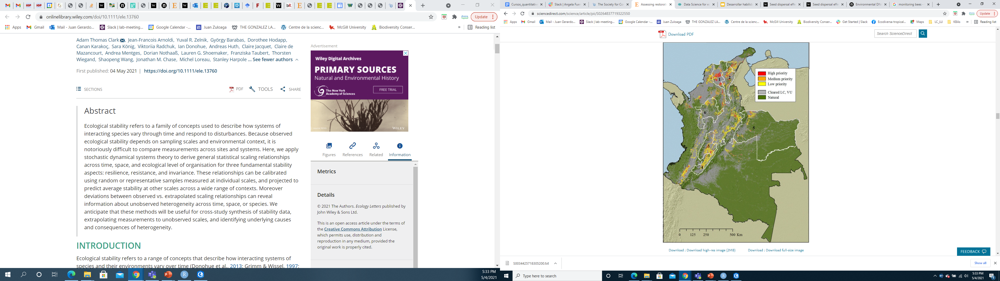 onlinelibrary.wiley.com/doi/10.1111/ele.13760
Update
Apps
Gmail
Mail - Juan Gerardo...
Slack | lab-meeting...
Google Calendar -...
Juan Zuloaga
THE GONZALEZ LA...
Centre de la scienc...
McGill University
Biodiversity Conser...
»
Reading list
Adam Thomas Clark, Jean-Francois Arnoldi, Yuval R. Zelnik, György Barabas, Dorothee Hodapp,
Canan Karakoç, Sara König, Viktoriia Radchuk, Ian Donohue, Andreas Huth, Claire Jacquet, Claire de
Mazancourt, Andrea Mentges, Dorian Nothaaß, Lauren G. Shoemaker, Franziska Taubert, Thorsten
Wiegand, Shaopeng Wang, Jonathan M. Chase, Michel Loreau, Stanley Harpole ... See fewer authors
First published: 04 May 2021 | https://doi.org/10.1111/ele.13760
SECTIONS
PDF
TOOLS
SHARE
Abstract
Ecological stability refers to a family of concepts used to describe how systems of
interacting species vary through time and respond to disturbances. Because observed
ecological stability depends on sampling scales and environmental context, it is
notoriously difficult to compare measurements across sites and systems. Here, we apply
stochastic dynamical systems theory to derive general statistical scaling relationships
across time, space, and ecological level of organisation for three fundamental stability
aspects: resilience, resistance, and invariance. These relationships can be calibrated
using random or representative samples measured at individual scales, and projected to
predict average stability at other scales across a wide range of contexts. Moreover
deviations between observed vs. extrapolated scaling relationships can reveal
information about unobserved heterogeneity across time, space, or species. We
anticipate that these methods will be useful for cross-study synthesis of stability data,
extrapolating measurements to unobserved scales, and identifying underlying causes
and consequences of heterogeneity.
INTRODUCTION
Ecological stability refers to a range of concepts that describe how interacting systems of
species and their environments vary over time (Donohue et al., 2013; Grimm & Wissel, 1997;
Advertisement
Wiley Digital Archives
PRIMARY SOURCES
Natural and Environmental History
The New York
Academy of Sciences
FREE TRIAL
WILEY
Figures
References
Related
Information
Metrics
Details
© 2021 The Authors. Ecology Letters published by
John Wiley & Sons Ltd.
This is an open access article under the terms of
the Creative Commons Attribution License,
which permits use, distribution and
reproduction in any medium, provided the
original work is properly cited.
5:33 PM
5/4/2021
Cursos_quantitative
Slack | Angela Fuen
The Society for Co
Assessing restorati
Data Science for ec
Desarrollar habilida
Seed dispersal effe
Seed dispersal effe
Environmental DN
monitoring bees -
sciencedirect.com/science/article/pii/S0264837719322550
Update
Apps
Gmail
Mail - Juan Gerardo...
Slack | lab-meeting...
Google Calendar -...
Juan Zuloaga
THE GONZALEZ LA...
Centre de la scienc...
McGill University
Biodiversity Conser...
Get Started | Slack
Ecodiversa tropical...
Maps
LC_LU
KBAs
»
Reading list
Download PDF
Search ScienceDirect
High priority
Medium priority
Low priority
Cleared LC, VU
Natural
1
2
6
5
3
4
0 125 250 500 Km
Download : Download high-res image (2MB)
Download : Download full-size image
FEEDBACK
S0034425718305200.txt
Show all
Type here to search
5:33 PM
5/4/2021